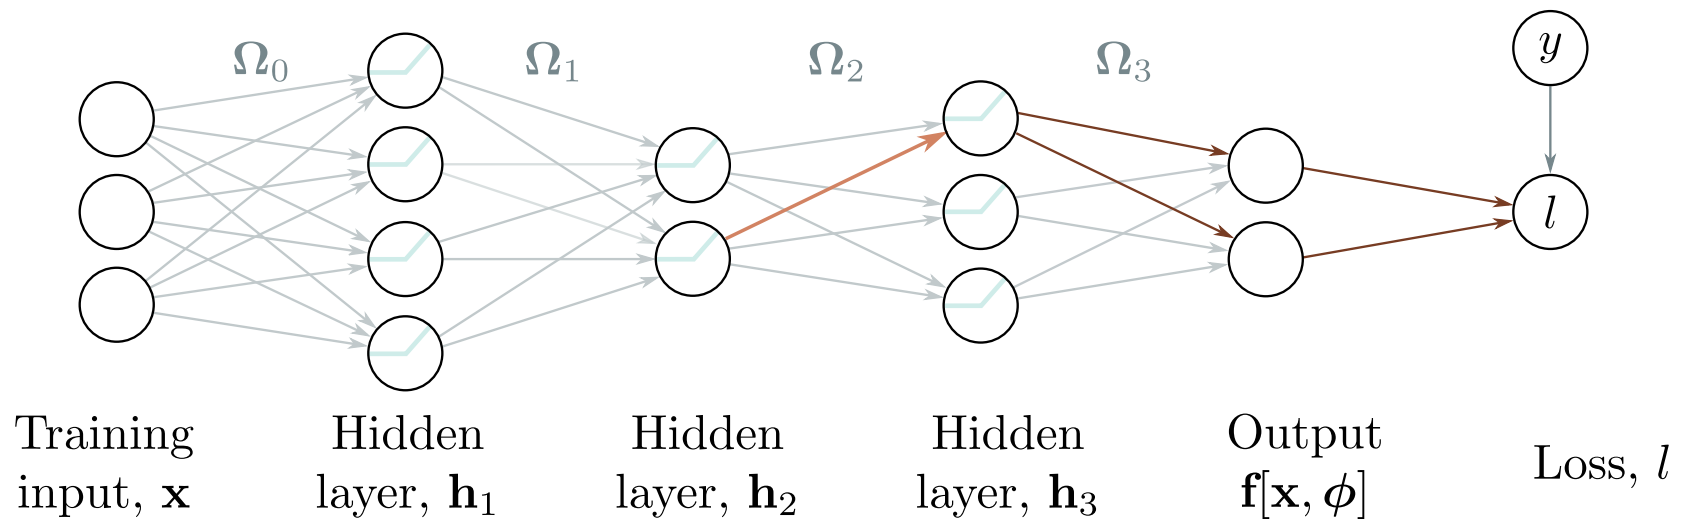 Ω₀ Ω₁ Ω₂ Ω₃ y
l
Training Hidden Hidden Hidden Output
input, x layer, h₁ layer, h₂ layer, h₃ f[x, ϕ]
Loss, l